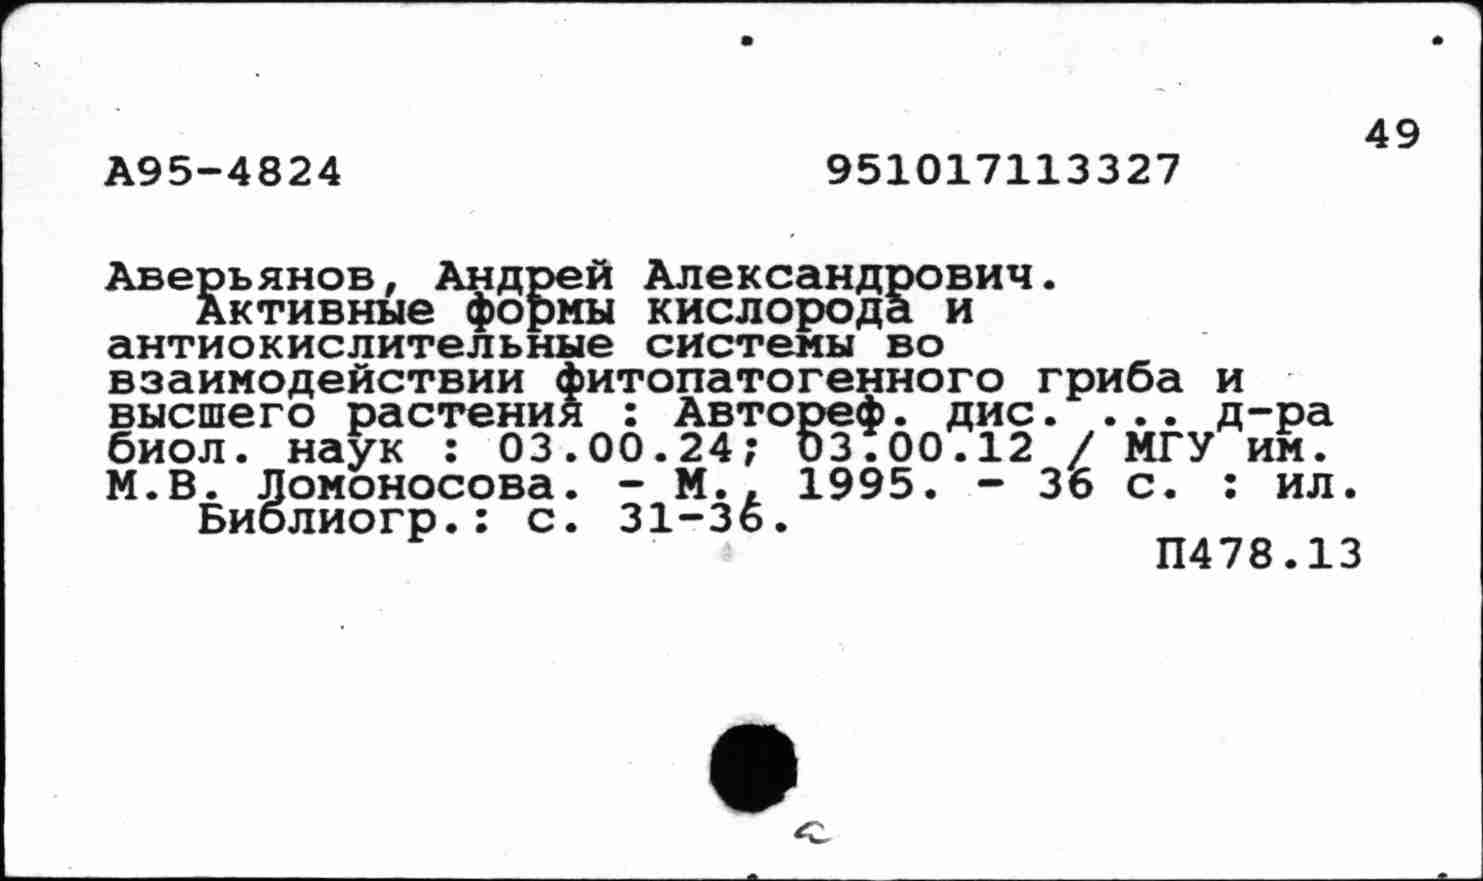 49
А95-4824 951017113327
Аверьянов, Андрей Александрович.
Активные формы кислорода и
антиокислительные системы во
взаимодействии фитопатогенного гриба и
высшего растения : Автореф. дис. ... д-ра
биол. наук : 03.00.24; 03.00.12 / МГУ им.
М.В. Ломоносова. - М., 1995. - 36 с. : ил.
Библиогр.: с. 31-36.
П478.13